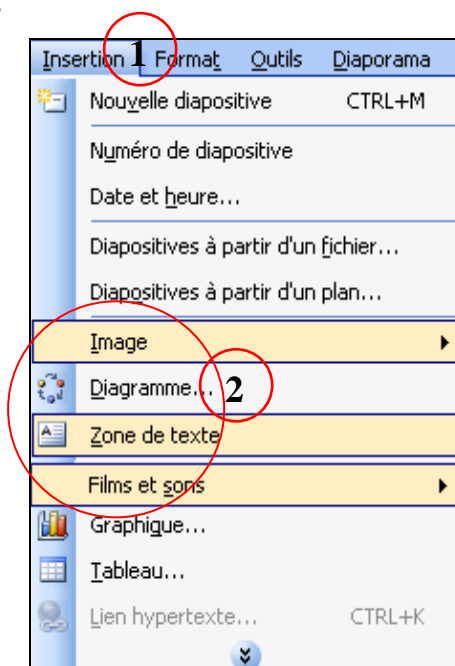 Insertion 1 Format Outils Diaporama
Nouvelle diapositive CTRL+M
Numéro de diapositive
Date et heure...
Diapositives à partir d'un fichier...
Diapositives à partir d'un plan...
Image
Diagramme... 2
Zone de texte
Films et sons
Graphique...
Tableau...
Lien hypertexte... CTRL+K